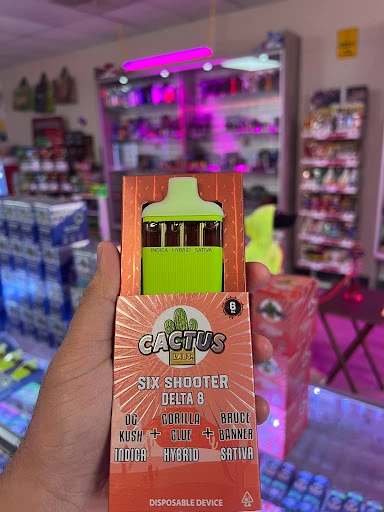 INDICA HYBRID SATIVA
6
CACTUS
LABS
SIX SHOOTER
DELTA 8
OG KUSH INDICA + GORILLA GLUE HYBRID + BRUCE BANNER SATIVA
DISPOSABLE DEVICE